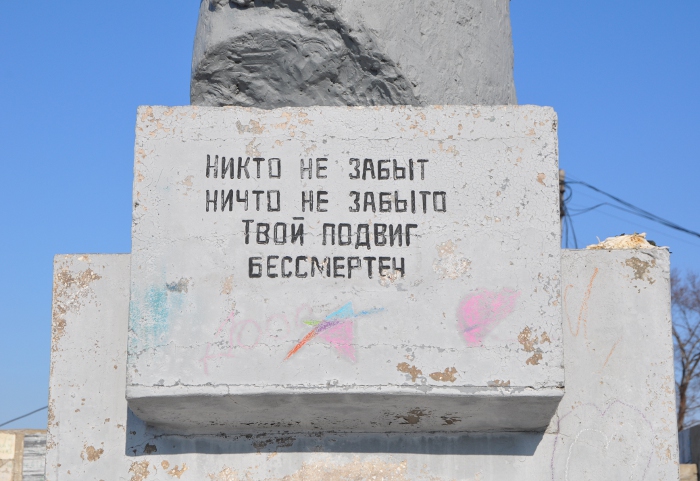 НИКТО НЕ ЗАБЫТ
НИЧТО НЕ ЗАБЫТО
ТВОЙ ПОДВИГ
БЕССМЕРТЕН